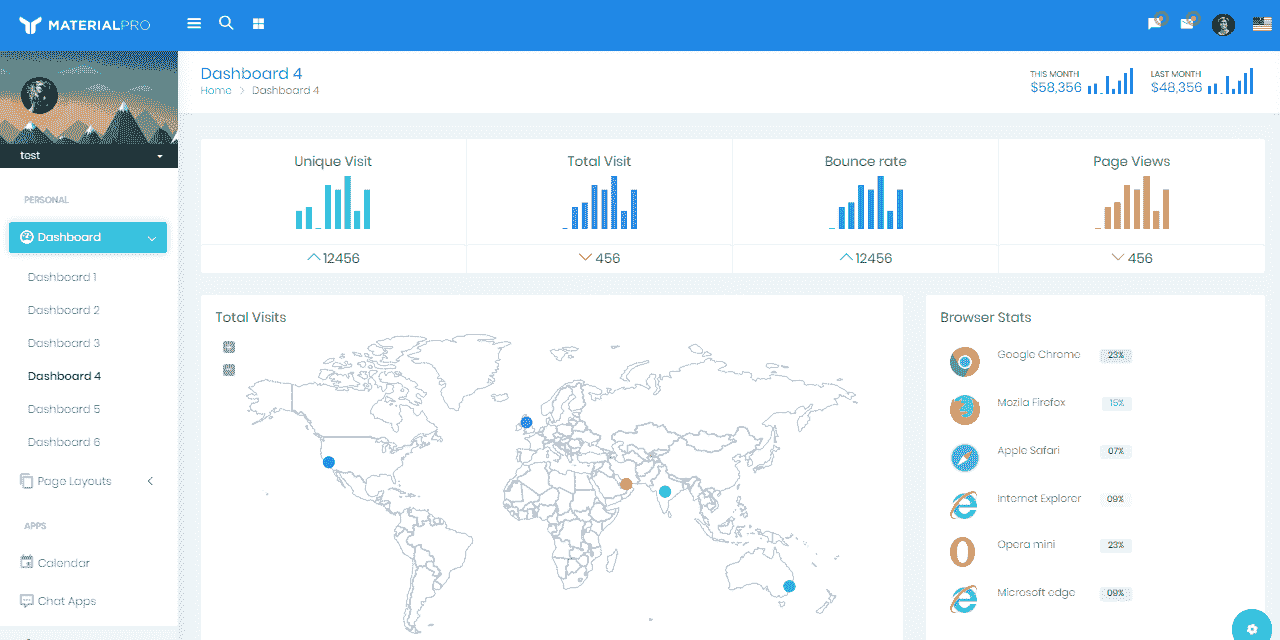 MATERIALPRO
Dashboard 4
Home > Dashboard 4
THIS MONTH
$58,356
LAST MONTH
$48,356
test
PERSONAL
Dashboard
Dashboard 1
Dashboard 2
Dashboard 3
Dashboard 4
Dashboard 5
Dashboard 6
Page Layouts
APPS
Calendar
Chat Apps
Unique Visit
12456
Total Visit
456
Bounce rate
12456
Page Views
456
Total Visits
Browser Stats
Google Chrome 23%
Mozila Firefox 15%
Apple Safari 07%
Internet Explorer 09%
Opera mini 23%
Microsoft edge 09%